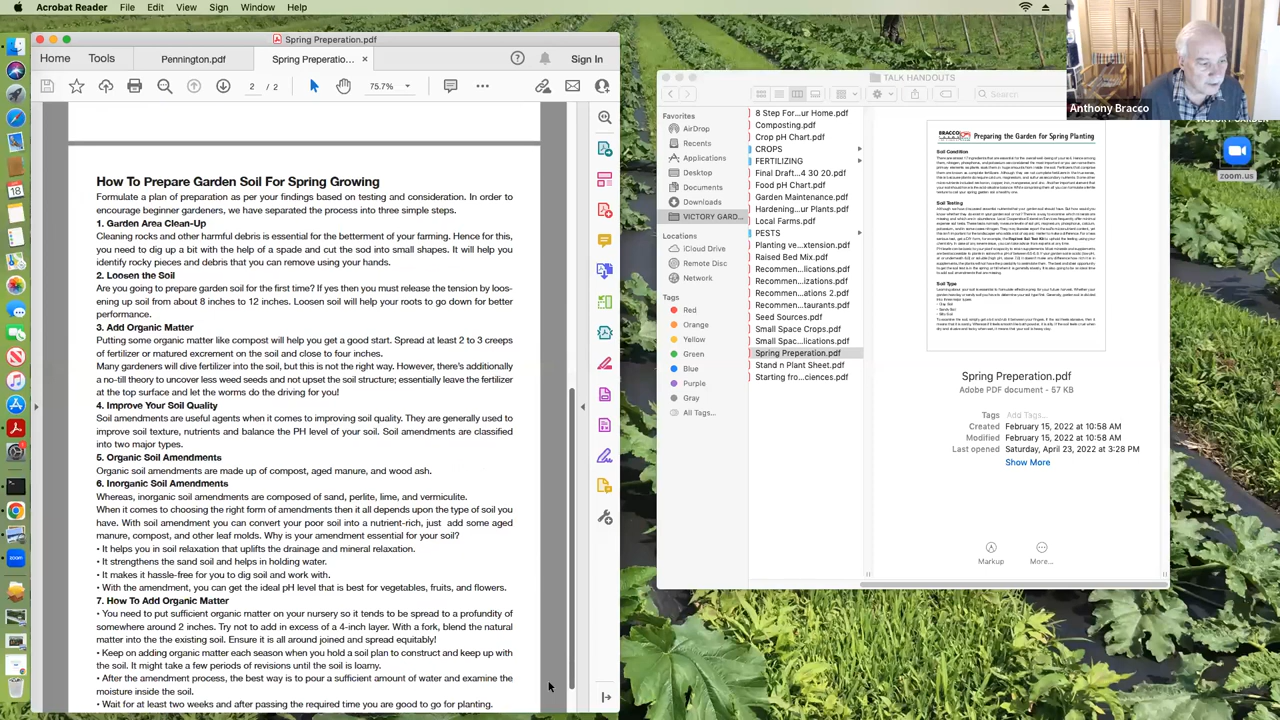 Acrobat Reader File Edit View Sign Window Help
Spring Preperation.pdf
Home Tools Pennington.pdf Spring Preperatio... × Sign In
2 / 2 75.7%
How To Prepare Garden Soil For Spring Growing
Formulate a plan of preparation as per your findings based on testing and consideration. In order to
encourage beginner gardeners, we have separated the process into three simple steps.
1. Garden Area Clean-Up
Cleaning rocks and other harmful debris is essential for the betterment of your farming. Hence for this,
you need to dig up a bit with the help of a spade and cut the sod into small shapes. It will help you
identify rocky pieces and debris that you can remove using your hands.
2. Loosen the Soil
Are you going to prepare garden soil for the first time? If yes then you must release the tension by loos-
ening up soil from about 8 inches to 12 inches. Loosen soil will help your roots to go down for better
performance.
3. Add Organic Matter
Putting some organic matter like compost will help you get a good start. Spread at least 2 to 3 creeps
of fertilizer or matured excrement on the soil and close to four inches.
Many gardeners will dive fertilizer into the soil, but this is not the right way. However, there's additionally
a no-till theory to uncover less weed seeds and not upset the soil structure; essentially leave the fertilizer
at the top surface and let the worms do the driving for you!
4. Improve Your Soil Quality
Soil amendments are useful agents when it comes to improving soil quality. They are generally used to
improve soil texture, nutrients and balance the PH level of your soil. Soil amendments are classified
into two major types.
5. Organic Soil Amendments
Organic soil amendments are made up of compost, aged manure, and wood ash.
6. Inorganic Soil Amendments
Whereas, inorganic soil amendments are composed of sand, perlite, lime, and vermiculite.
When it comes to choosing the right form of amendments then it all depends upon the type of soil you
have. With soil amendment you can convert your poor soil into a nutrient-rich, just add some aged
manure, compost, and other leaf molds. Why is your amendment essential for your soil?
• It helps you in soil relaxation that uplifts the drainage and mineral relaxation.
• It strengthens the sand soil and helps in holding water.
• It makes it hassle-free for you to dig soil and work with.
• With the amendment, you can get the ideal pH level that is best for vegetables, fruits, and flowers.
7. How To Add Organic Matter
• You need to put sufficient organic matter on your nursery so it tends to be spread to a profundity of
somewhere around 2 inches. Try not to add in excess of a 4-inch layer. With a fork, blend the natural
matter into the the existing soil. Ensure it is all around joined and spread equitably!
• Keep on adding organic matter each season when you hold a soil plan to construct and keep up with
the soil. It might take a few periods of revisions until the soil is loamy.
• After the amendment process, the best way is to pour a sufficient amount of water and examine the
moisture inside the soil.
• Wait for at least two weeks and after passing the required time you are good to go for planting.
18
TALK HANDOUTS
Search
Favorites
AirDrop
Recents
Applications
Desktop
Documents
Downloads
VICTORY GARD...
Locations
iCloud Drive
Remote Disc
Network
Tags
Red
Orange
Yellow
Green
Blue
Purple
Gray
All Tags...
8 Step For...ur Home.pdf
Composting.pdf
Crop pH Chart.pdf
CROPS
FERTILIZING
Final Draft...4 30 20.pdf
Food pH Chart.pdf
Garden Maintenance.pdf
Hardening...ur Plants.pdf
Local Farms.pdf
PESTS
Planting ve...xtension.pdf
Raised Bed Mix.pdf
Recommen...lications.pdf
Recommen...izations.pdf
Recommen...ations 2.pdf
Recommen...taurants.pdf
Seed Sources.pdf
Small Space Crops.pdf
Small Spac...lications.pdf
Spring Preperation.pdf
Stand n Plant Sheet.pdf
Starting fro...ciences.pdf
BRACCO Preparing the Garden for Spring Planting
Soil Condition
Soil Testing
Soil Type
Spring Preperation.pdf
Adobe PDF document - 57 KB
Tags Add Tags...
Created February 15, 2022 at 10:58 AM
Modified February 15, 2022 at 10:58 AM
Last opened Saturday, April 23, 2022 at 3:28 PM
Show More
Markup More...
Anthony Bracco
zoom.us
zoom